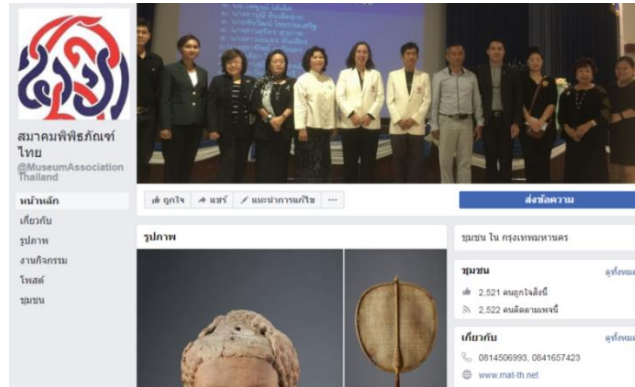 สมาคมพิพิธภัณฑ์
ไทย
@MuseumAssociation
Thailand
หน้าหลัก
เกี่ยวกับ
รูปภาพ
งานกิจกรรม
โพสต์
ชุมชน
ถูกใจ แชร์ แนะนำการแก้ไข ...
ส่งข้อความ
รูปภาพ
ชุมชน ใน กรุงเทพมหานคร
ชุมชน ดูทั้งหมด
2,521 คนถูกใจสิ่งนี้
2,522 คนติดตามเพจนี้
เกี่ยวกับ ดูทั้งหมด
0814506993, 0841657423
www.mat-th.net